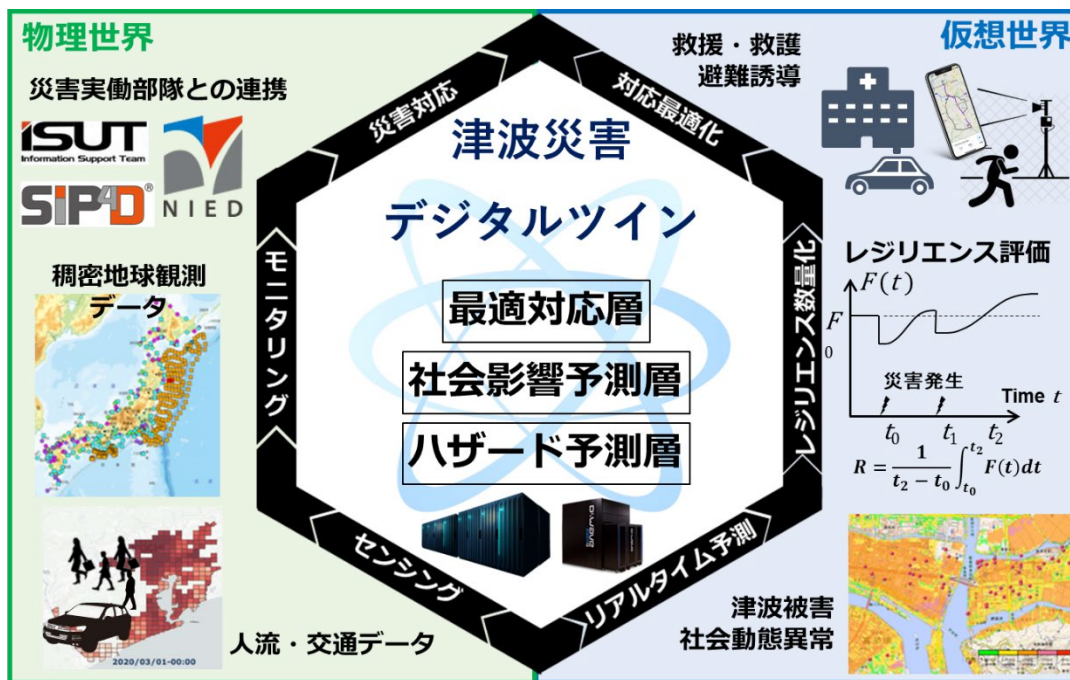 物理世界
災害実働部隊との連携
iSUT
Information Support Team
SIP4D®
NIED
稠密地球観測
データ
2020/03/01-00:00
人流・交通データ
災害対応
モニタリング
センシング
津波災害
デジタルツイン
最適対応層
社会影響予測層
ハザード予測層
対応最適化
レジリエンス数量化
リアルタイム予測
仮想世界
救援・救護
避難誘導
レジリエンス評価
F(t)
F
0
災害発生
Time t
t₀ t₁ t₂
R = 1/(t₂ − t₀) ∫t₀^t₂ F(t)dt
津波被害
社会動態異常